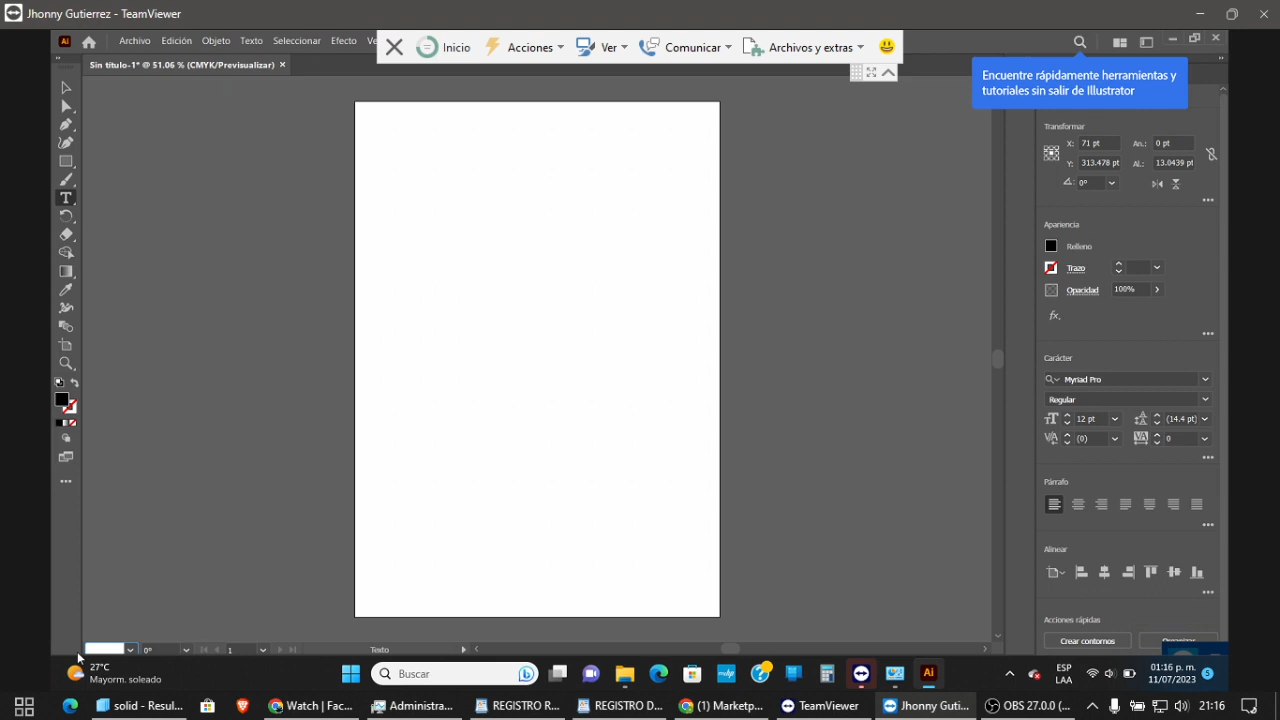 Jhonny Gutierrez - TeamViewer
Ai Archivo Edición Objeto Texto Seleccionar Efecto
Inicio Acciones Ver Comunicar Archivos y extras
Sin título-1* @ 51.06 % (CMYK/Previsualizar)
Encuentre rápidamente herramientas y
tutoriales sin salir de Illustrator
Transformar
X: 71 pt An.: 0 pt
Y: 313.478 pt Al.: 13.0439 pt
0°
Apariencia
Relleno
Trazo
Opacidad 100%
fx.
Carácter
Myriad Pro
Regular
12 pt (14.4 pt)
(0) 0
Párrafo
Alinear
Acciones rápidas
Crear contornos
0° 1 Texto
27°C
Mayorm. soleado
Buscar
Ai
ESP
LAA
01:16 p. m.
11/07/2023
5
solid - Resul...
Watch | Fac...
Administra...
REGISTRO R...
REGISTRO D...
(1) Marketp...
TeamViewer
Jhonny Guti...
OBS 27.0.0 (...
ESP
21:16